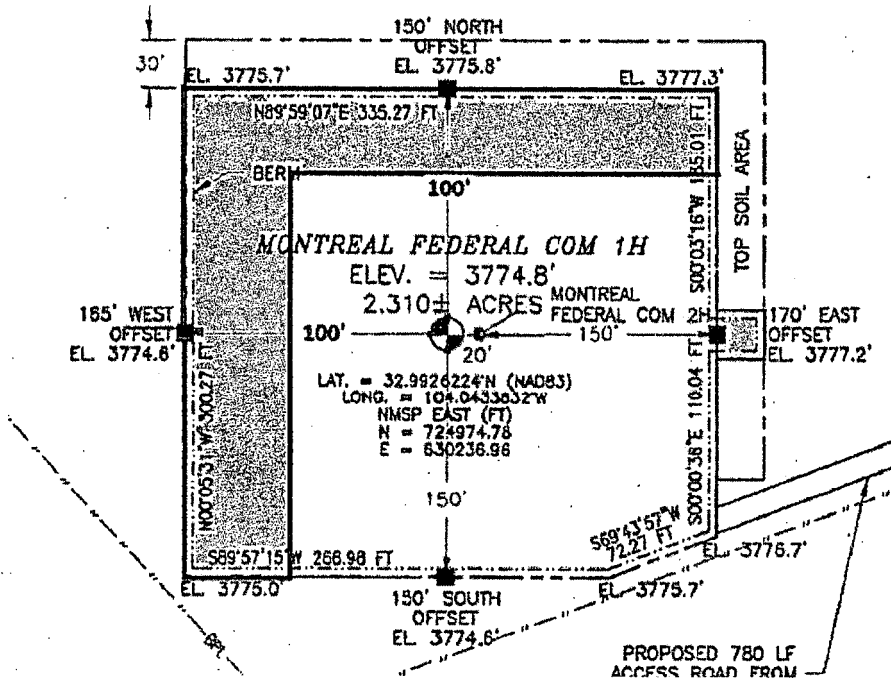 150' NORTH
OFFSET
EL. 3775.8'
30'
EL. 3775.7'
EL. 3777.3'
N89°59'07"E 335.27 FT
BERM
100'
S00°03'16"W 185.01 FT
TOP SOIL AREA
MONTREAL FEDERAL COM 1H
ELEV. = 3774.8'
2.310± ACRES
MONTREAL
FEDERAL COM 2H
165' WEST
OFFSET
EL. 3774.6'
100'
20'
150'
170' EAST
OFFSET
EL. 3777.2'
LAT. = 32.9926224°N (NAD83)
LONG. = 104.0433832°W
NMSP EAST (FT)
N = 724974.78
E = 630236.96
N00°05'31"W 300.27 FT
S00°00'38"E 110.04 FT
150'
S69°43'57"W
72.27 FT
S89°57'15"W 266.98 FT
EL. 3776.7'
EL. 3775.0'
EL. 3775.7'
150' SOUTH
OFFSET
EL. 3774.6'
PROPOSED 780 LF
ACCESS ROAD FROM